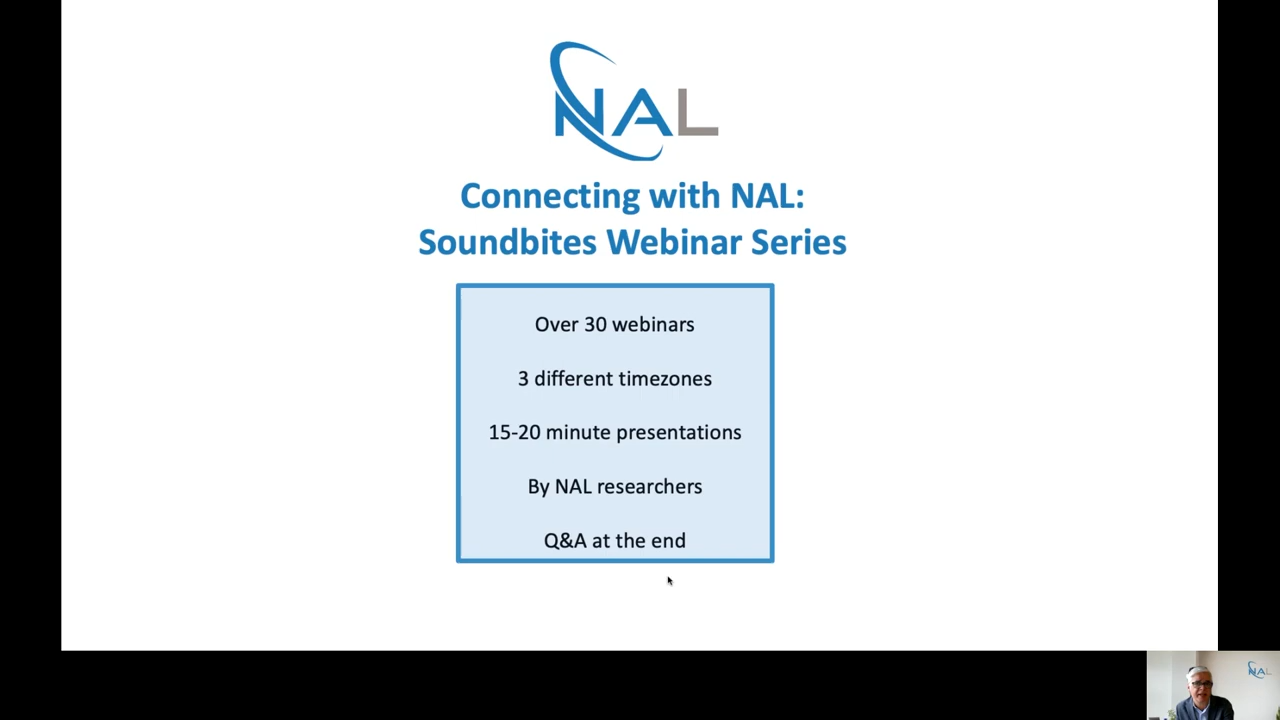 NAL
Connecting with NAL:
Soundbites Webinar Series
Over 30 webinars
3 different timezones
15-20 minute presentations
By NAL researchers
Q&A at the end
NAL